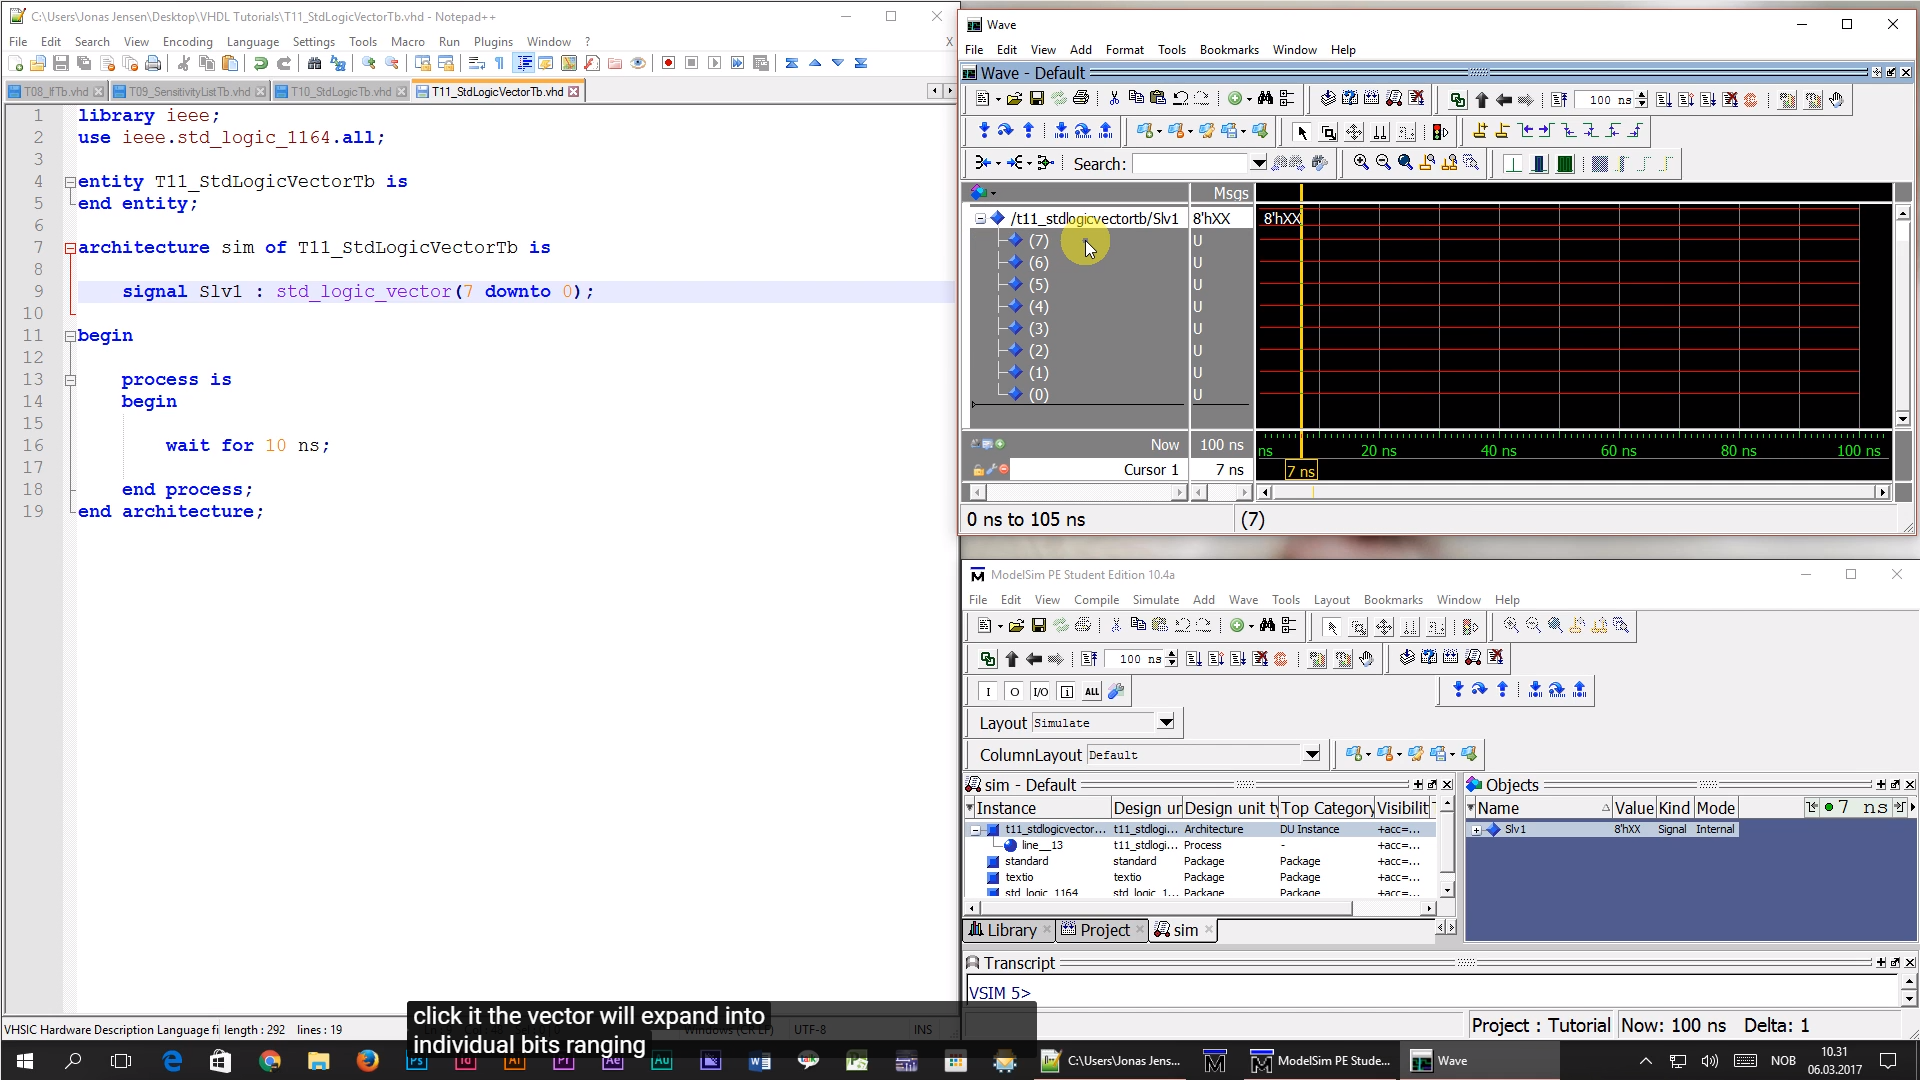 C:\Users\Jonas Jensen\Desktop\VHDL Tutorials\T11_StdLogicVectorTb.vhd - Notepad++
File Edit Search View Encoding Language Settings Tools Macro Run Plugins Window ? X
T08_IfTb.vhd T09_SensitivityListTb.vhd T10_StdLogicTb.vhd T11_StdLogicVectorTb.vhd
1 library ieee;
2 use ieee.std_logic_1164.all;
3
4 entity T11_StdLogicVectorTb is
5 end entity;
6
7 architecture sim of T11_StdLogicVectorTb is
8
9 signal Slv1 : std_logic_vector(7 downto 0);
10
11 begin
12
13 process is
14 begin
15
16 wait for 10 ns;
17
18 end process;
19 end architecture;
VHSIC Hardware Description Language fi length : 292 lines : 19 UTF-8 INS
Wave
File Edit View Add Format Tools Bookmarks Window Help
Wave - Default
100 ns
Search:
Msgs
/t11_stdlogicvectortb/Slv1 8'hXX 8'hXX
(7) U
(6) U
(5) U
(4) U
(3) U
(2) U
(1) U
(0) U
Now 100 ns ns 20 ns 40 ns 60 ns 80 ns 100 ns
Cursor 1 7 ns 7 ns
0 ns to 105 ns (7)
ModelSim PE Student Edition 10.4a
File Edit View Compile Simulate Add Wave Tools Layout Bookmarks Window Help
100 ns
I O I/O i ALL
Layout Simulate
ColumnLayout Default
sim - Default
Instance Design ur Design unit t Top Category Visibilit
t11_stdlogicvector... t11_stdlogi... Architecture DU Instance +acc=...
line__13 t11_stdlogi... Process - +acc=...
standard standard Package Package +acc=...
textio textio Package Package +acc=...
std_logic_1164 std_logic_1... Package Package +acc=...
Library Project sim
Objects
Name Value Kind Mode 7 ns
Slv1 8'hXX Signal Internal
Transcript
VSIM 5>
Project : Tutorial Now: 100 ns Delta: 1
click it the vector will expand into
individual bits ranging
Ps Id Ai Pr Ae Au
C:\Users\Jonas Jens... ModelSim PE Stude... Wave
NOB 10.31
06.03.2017